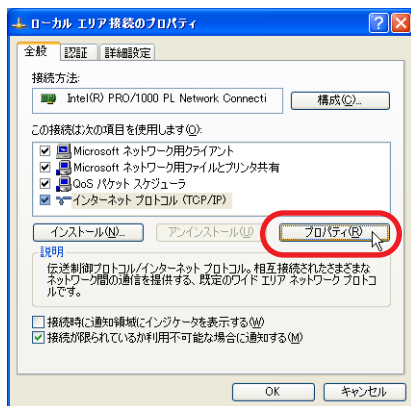 ローカル エリア接続のプロパティ
全般 認証 詳細設定
接続方法:
Intel(R) PRO/1000 PL Network Connecti 構成(C)...
この接続は次の項目を使用します(O):
Microsoft ネットワーク用クライアント
Microsoft ネットワーク用ファイルとプリンタ共有
QoS パケット スケジューラ
インターネット プロトコル (TCP/IP)
インストール(N)... アンインストール(U) プロパティ(R)
説明
伝送制御プロトコル/インターネット プロトコル。相互接続されたさまざまな
ネットワーク間の通信を提供する、既定のワイド エリア ネットワーク プロトコ
ルです。
接続時に通知領域にインジケータを表示する(W)
接続が限られているか利用不可能な場合に通知する(M)
OK キャンセル